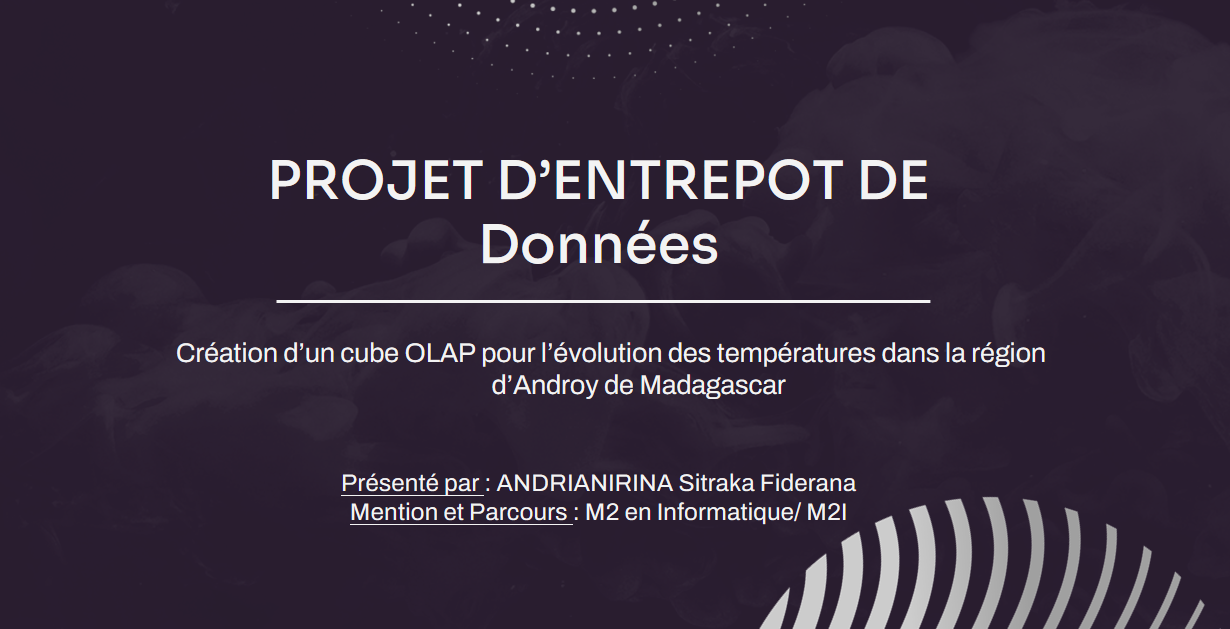 PROJET D’ENTREPOT DE
Données
Création d’un cube OLAP pour l’évolution des températures dans la région
d’Androy de Madagascar
Présenté par : ANDRIANIRINA Sitraka Fiderana
Mention et Parcours : M2 en Informatique/ M2I